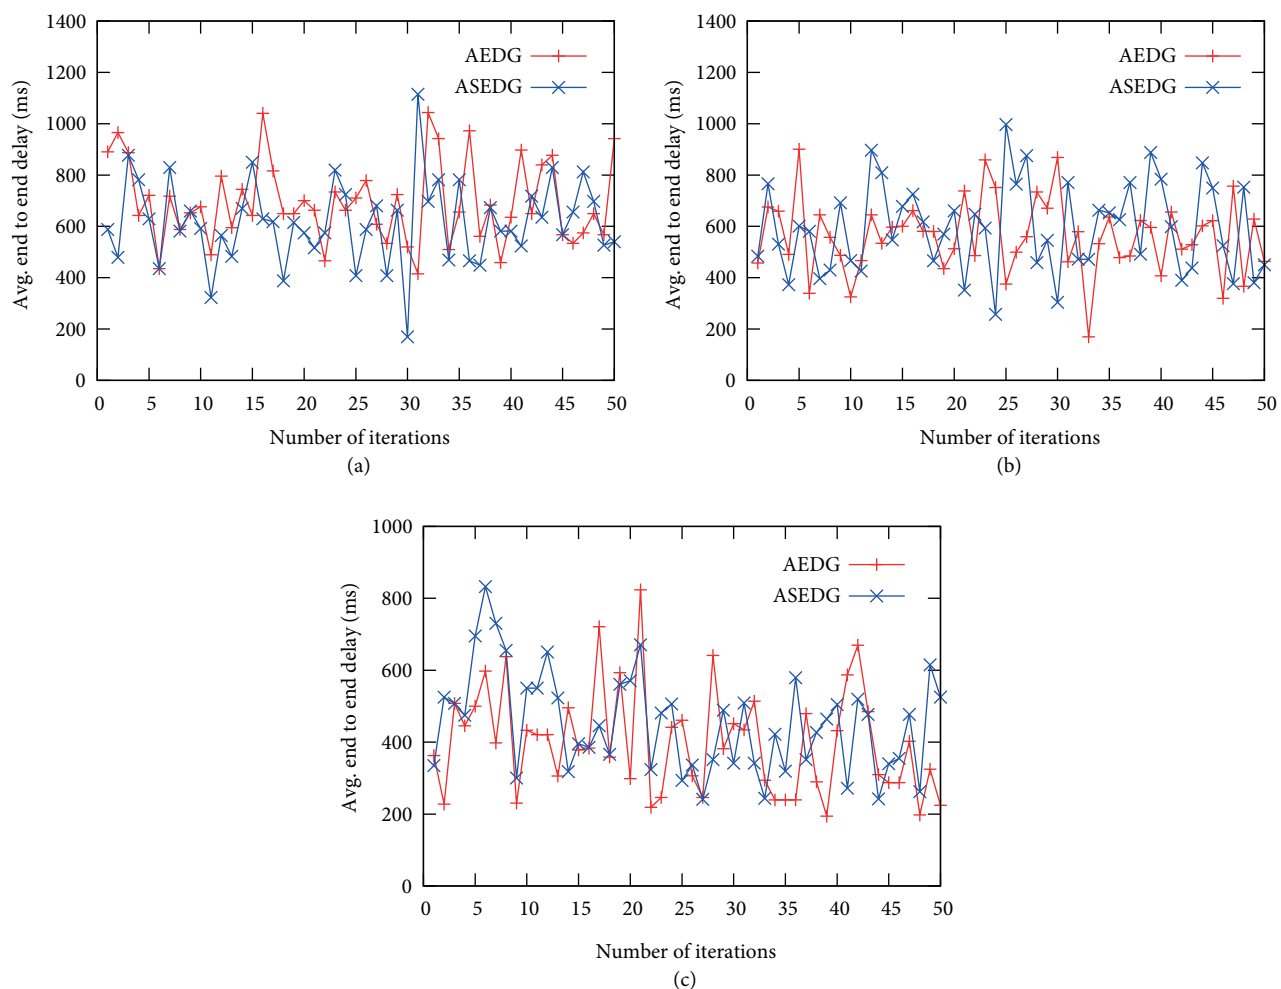 1400
1200
1000
800
600
400
200
0
Avg. end to end delay (ms)
AEDG
ASEDG
0 5 10 15 20 25 30 35 40 45 50
Number of iterations
(a)
1400
1200
1000
800
600
400
200
0
Avg. end to end delay (ms)
AEDG
ASEDG
0 5 10 15 20 25 30 35 40 45 50
Number of iterations
(b)
1000
800
600
400
200
0
Avg. end to end delay (ms)
AEDG
ASEDG
0 5 10 15 20 25 30 35 40 45 50
Number of iterations
(c)